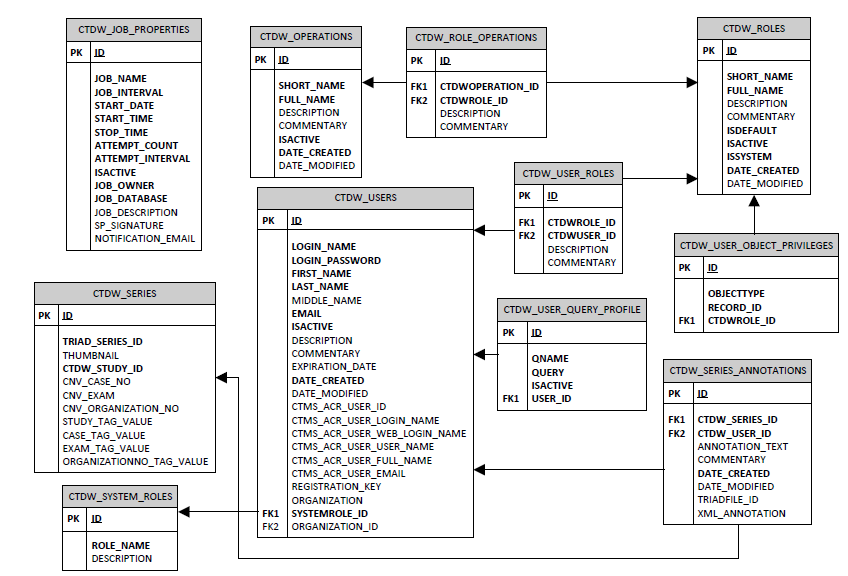 CTDW_JOB_PROPERTIES
PK ID
JOB_NAME
JOB_INTERVAL
START_DATE
START_TIME
STOP_TIME
ATTEMPT_COUNT
ATTEMPT_INTERVAL
ISACTIVE
JOB_OWNER
JOB_DATABASE
JOB_DESCRIPTION
SP_SIGNATURE
NOTIFICATION_EMAIL
CTDW_OPERATIONS
PK ID
SHORT_NAME
FULL_NAME
DESCRIPTION
COMMENTARY
ISACTIVE
DATE_CREATED
DATE_MODIFIED
CTDW_ROLE_OPERATIONS
PK ID
FK1 CTDWOPERATION_ID
FK2 CTDWROLE_ID
DESCRIPTION
COMMENTARY
CTDW_ROLES
PK ID
SHORT_NAME
FULL_NAME
DESCRIPTION
COMMENTARY
ISDEFAULT
ISACTIVE
ISSYSTEM
DATE_CREATED
DATE_MODIFIED
CTDW_USER_ROLES
PK ID
FK1 CTDWROLE_ID
FK2 CTDWUSER_ID
DESCRIPTION
COMMENTARY
CTDW_USERS
PK ID
LOGIN_NAME
LOGIN_PASSWORD
FIRST_NAME
LAST_NAME
MIDDLE_NAME
EMAIL
ISACTIVE
DESCRIPTION
COMMENTARY
EXPIRATION_DATE
DATE_CREATED
DATE_MODIFIED
CTMS_ACR_USER_ID
CTMS_ACR_USER_LOGIN_NAME
CTMS_ACR_USER_WEB_LOGIN_NAME
CTMS_ACR_USER_USER_NAME
CTMS_ACR_USER_FULL_NAME
CTMS_ACR_USER_EMAIL
REGISTRATION_KEY
ORGANIZATION
FK1 SYSTEMROLE_ID
FK2 ORGANIZATION_ID
CTDW_USER_OBJECT_PRIVILEGES
PK ID
OBJECTTYPE
RECORD_ID
FK1 CTDWROLE_ID
CTDW_SERIES
PK ID
TRIAD_SERIES_ID
THUMBNAIL
CTDW_STUDY_ID
CNV_CASE_NO
CNV_EXAM
CNV_ORGANIZATION_NO
STUDY_TAG_VALUE
CASE_TAG_VALUE
EXAM_TAG_VALUE
ORGANIZATIONNO_TAG_VALUE
CTDW_USER_QUERY_PROFILE
PK ID
QNAME
QUERY
ISACTIVE
FK1 USER_ID
CTDW_SERIES_ANNOTATIONS
PK ID
FK1 CTDW_SERIES_ID
FK2 CTDW_USER_ID
ANNOTATION_TEXT
COMMENTARY
DATE_CREATED
DATE_MODIFIED
TRIADFILE_ID
XML_ANNOTATION
CTDW_SYSTEM_ROLES
PK ID
ROLE_NAME
DESCRIPTION